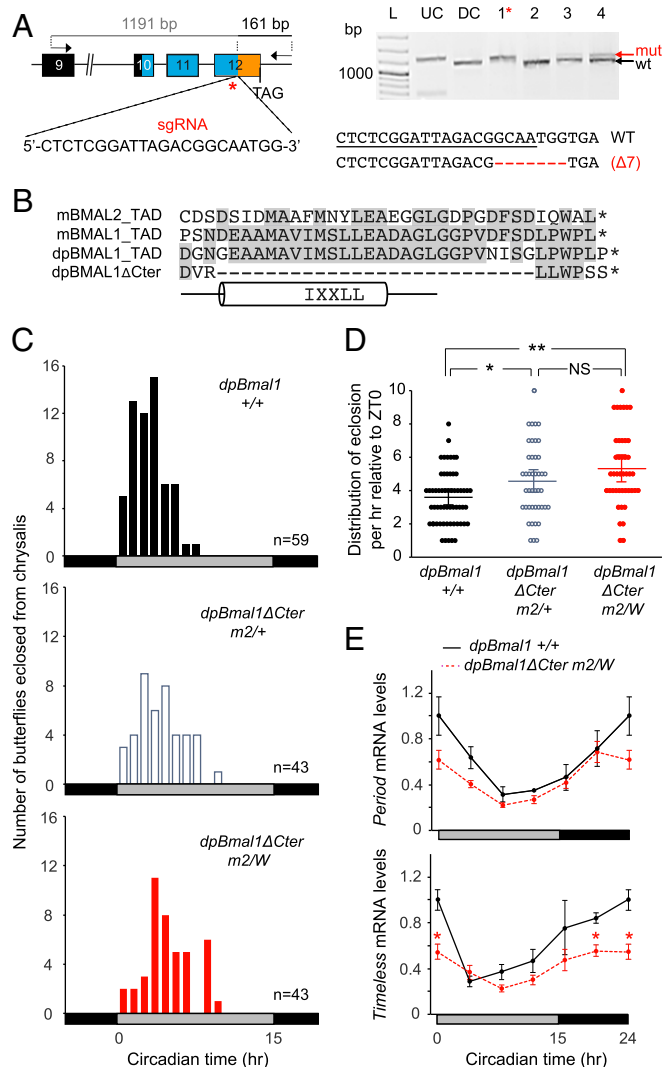 A
1191 bp
161 bp
9
//
10
11
12
*
TAG
sgRNA
5'-CTCTCGGATTAGACGGCAATGG-3'
L UC DC 1* 2 3 4
bp
1000
mut
wt
CTCTCGGATTAGACGGCAATGGTGA WT
CTCTCGGATTAGACG-------TGA (Δ7)
B
mBMAL2_TAD CDSDSIDMAAFMNYLEAEGGLGDPGDFSDIQWAL*
mBMAL1_TAD PSNDEAAMAVIMSLLEADAGLGGPVDFSDLPWPL*
dpBMAL1_TAD DGNGEAAMAVIMSLLEADAGLGGPVNISGLPWPLP*
dpBMAL1ΔCter DVR---------------------------LLWPSS*
IXXLL
C
Number of butterflies eclosed from chrysalis
16
12
8
4
0
dpBmal1
+/+
n=59
16
8
4
0
dpBmal1ΔCter
m2/+
n=43
16
12
8
4
0
dpBmal1ΔCter
m2/W
n=43
0 15
Circadian time (hr)
D
**
* NS
Distribution of eclosion
per hr relative to ZT0
10
8
6
4
2
0
dpBmal1
+/+
dpBmal1
ΔCter
m2/+
dpBmal1
ΔCter
m2/W
E
dpBmal1 +/+
dpBmal1ΔCter m2/W
Period mRNA levels
1.2
0.8
0.4
0
Timeless mRNA levels
1.2
0.8
0.4
0
* * *
0 15 24
Circadian time (hr)